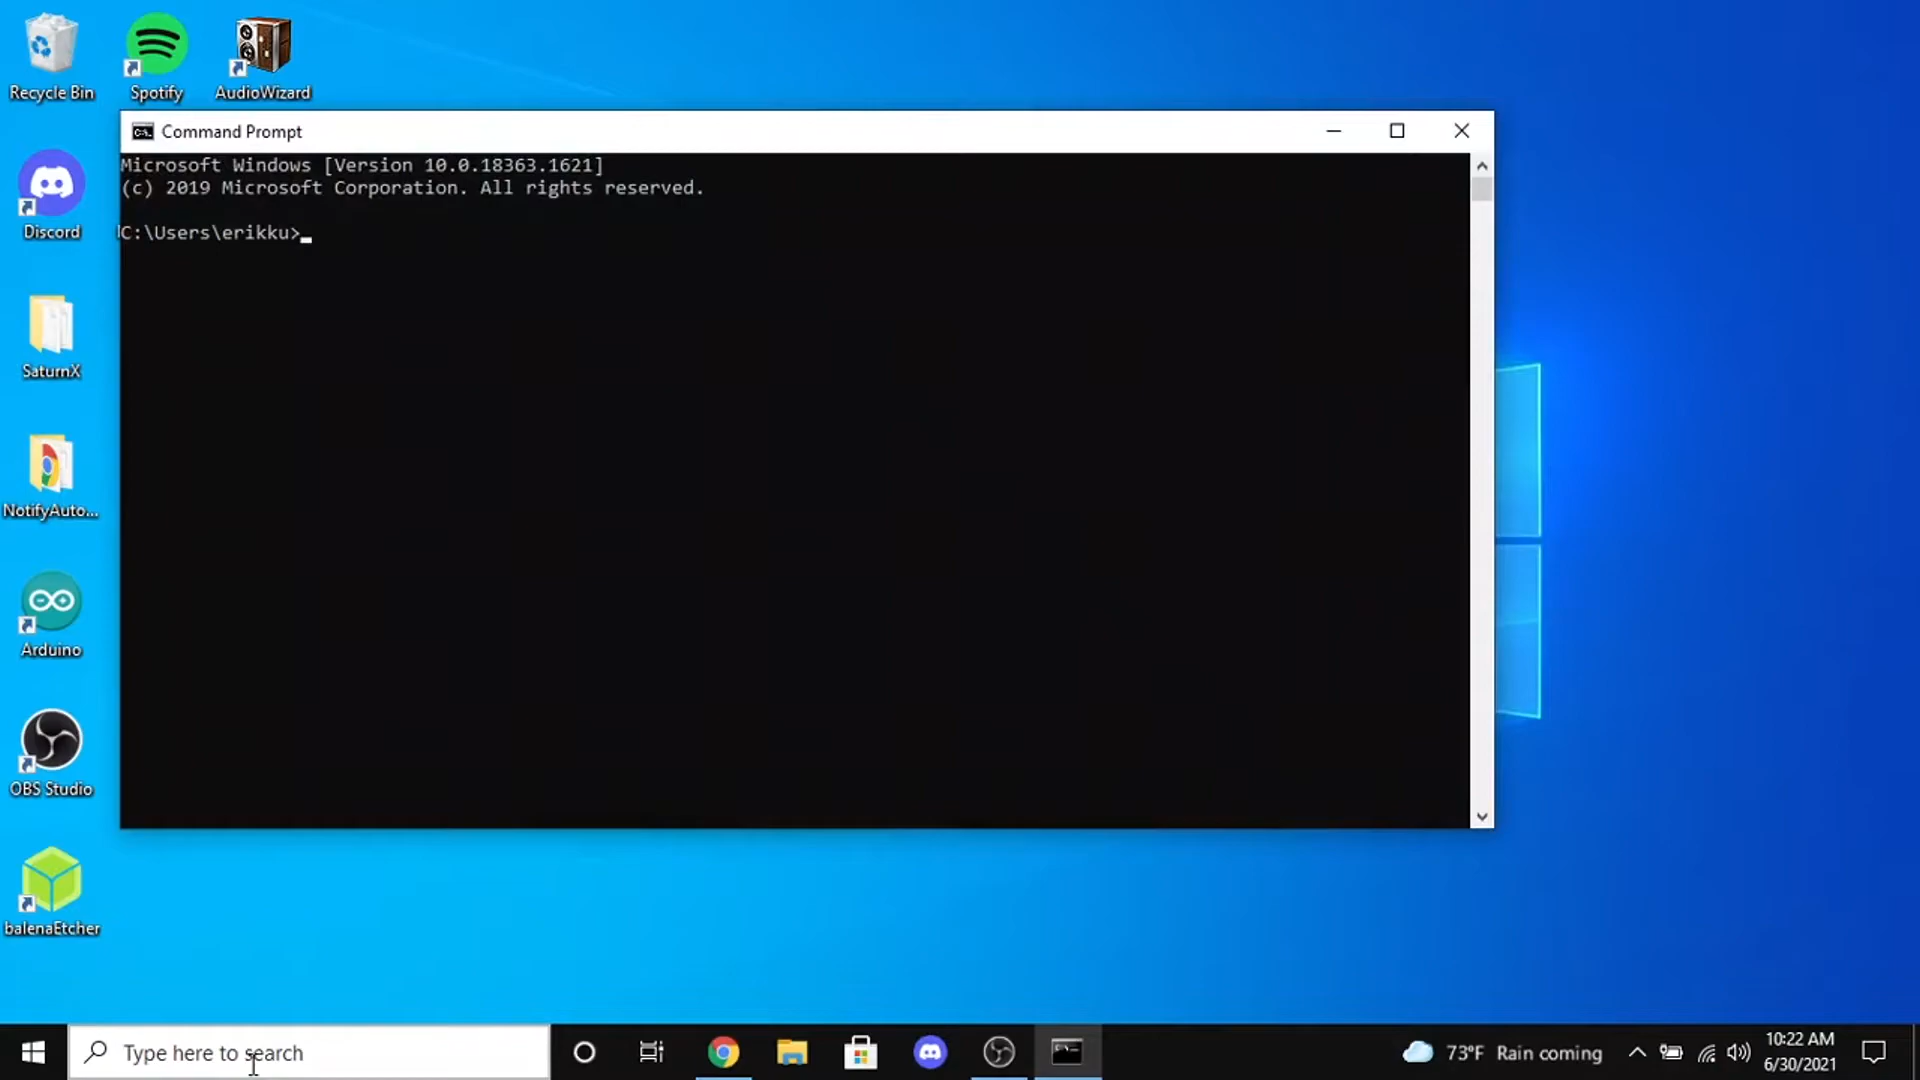 Recycle Bin
Spotify
AudioWizard
Command Prompt
Microsoft Windows [Version 10.0.18363.1621]
(c) 2019 Microsoft Corporation. All rights reserved.
C:\Users\erikku>
Discord
SaturnX
NotifyAuto...
Arduino
OBS Studio
balenaEtcher
Type here to search
73°F Rain coming
10:22 AM
6/30/2021